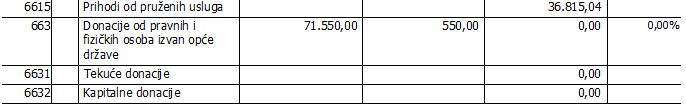 6615 Prihodi od pruženih usluga 36.815,04
663 Donacije od pravnih i 71.550,00 550,00 0,00 0,00%
fizičkih osoba izvan opće
države
6631 Tekuće donacije 0,00
6632 Kapitalne donacije 0,00